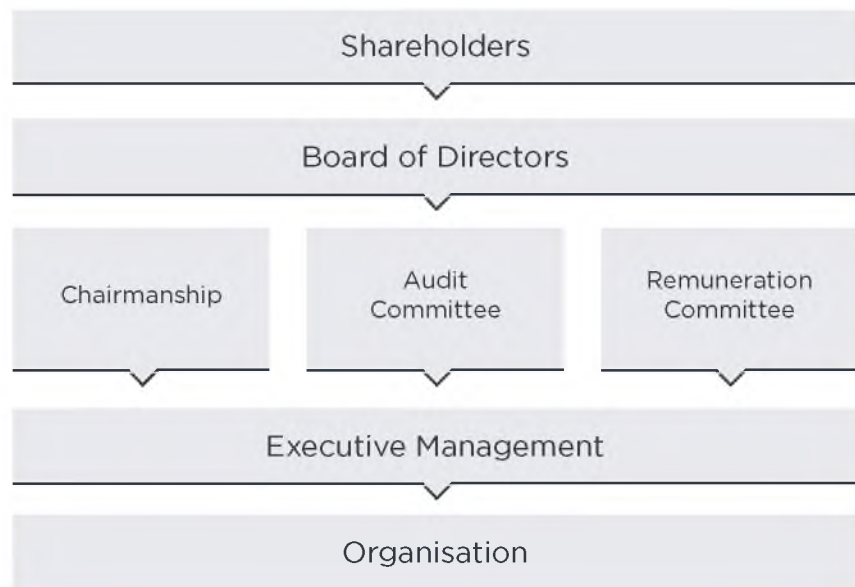 Shareholders
Board of Directors
Chairmanship
Audit
Committee
Remuneration
Committee
Executive Management
Organisation